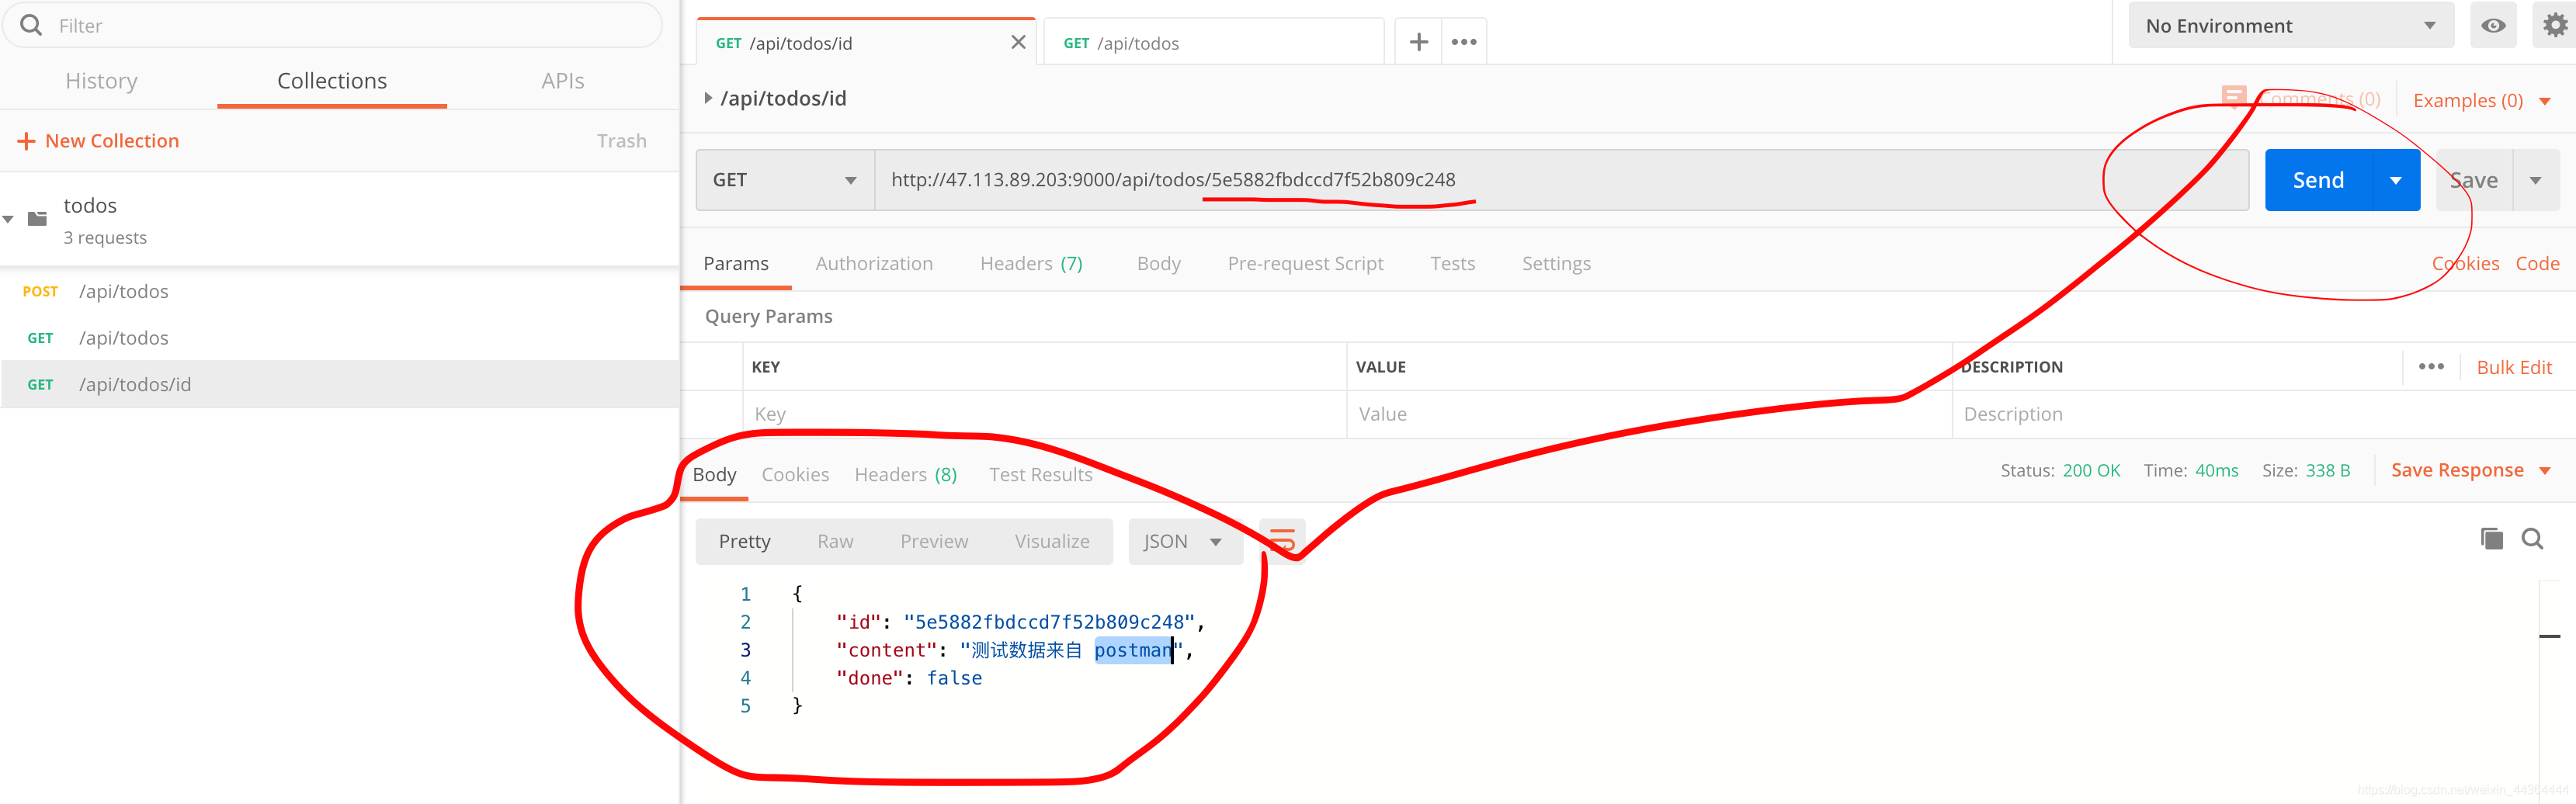 Filter
History Collections APIs
+ New Collection Trash
todos
3 requests
POST /api/todos
GET /api/todos
GET /api/todos/id
GET /api/todos/id GET /api/todos
No Environment
/api/todos/id Comments (0) Examples (0)
GET http://47.113.89.203:9000/api/todos/5e5882fbdccd7f52b809c248 Send Save
Params Authorization Headers (7) Body Pre-request Script Tests Settings Cookies Code
Query Params
KEY VALUE DESCRIPTION Bulk Edit
Key Value Description
Body Cookies Headers (8) Test Results Status: 200 OK Time: 40ms Size: 338 B Save Response
Pretty Raw Preview Visualize JSON
1 {
2 "id": "5e5882fbdccd7f52b809c248",
3 "content": "测试数据来自 postman",
4 "done": false
5 }